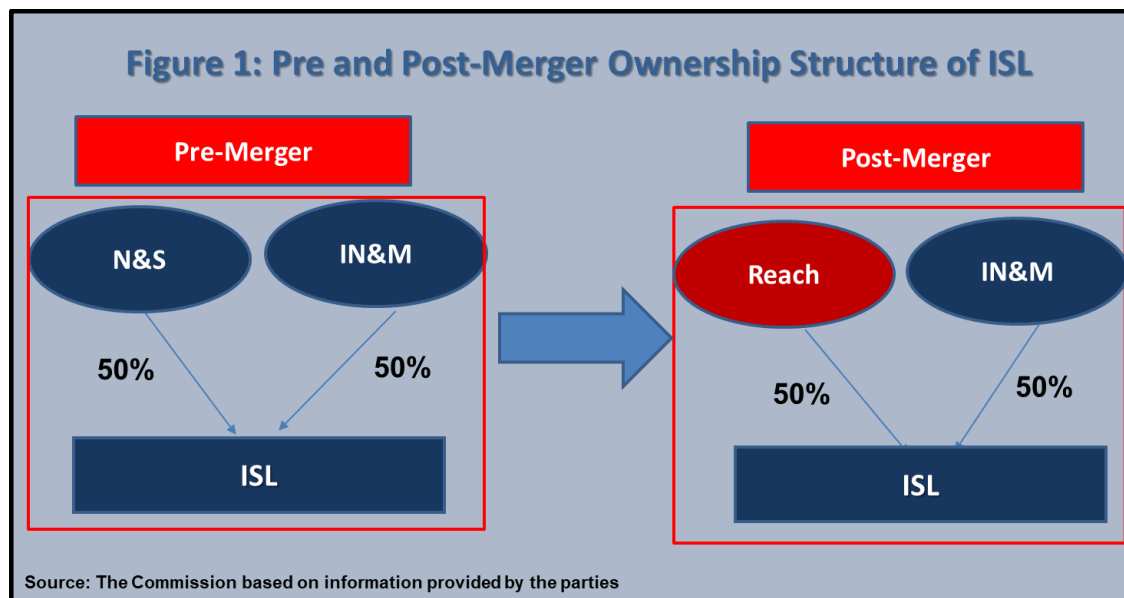 Figure 1: Pre and Post-Merger Ownership Structure of ISL
Pre-Merger
Post-Merger
N&S
IN&M
Reach
IN&M
50%
50%
50%
50%
ISL
ISL
Source: The Commission based on information provided by the parties